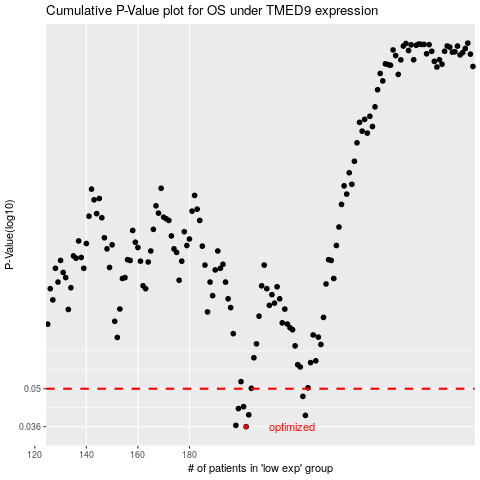 Cumulative P-Value plot for OS under TMED9 expression
P-Value(log10)
0.05
0.036
optimized
120 140 160 180
# of patients in 'low exp' group